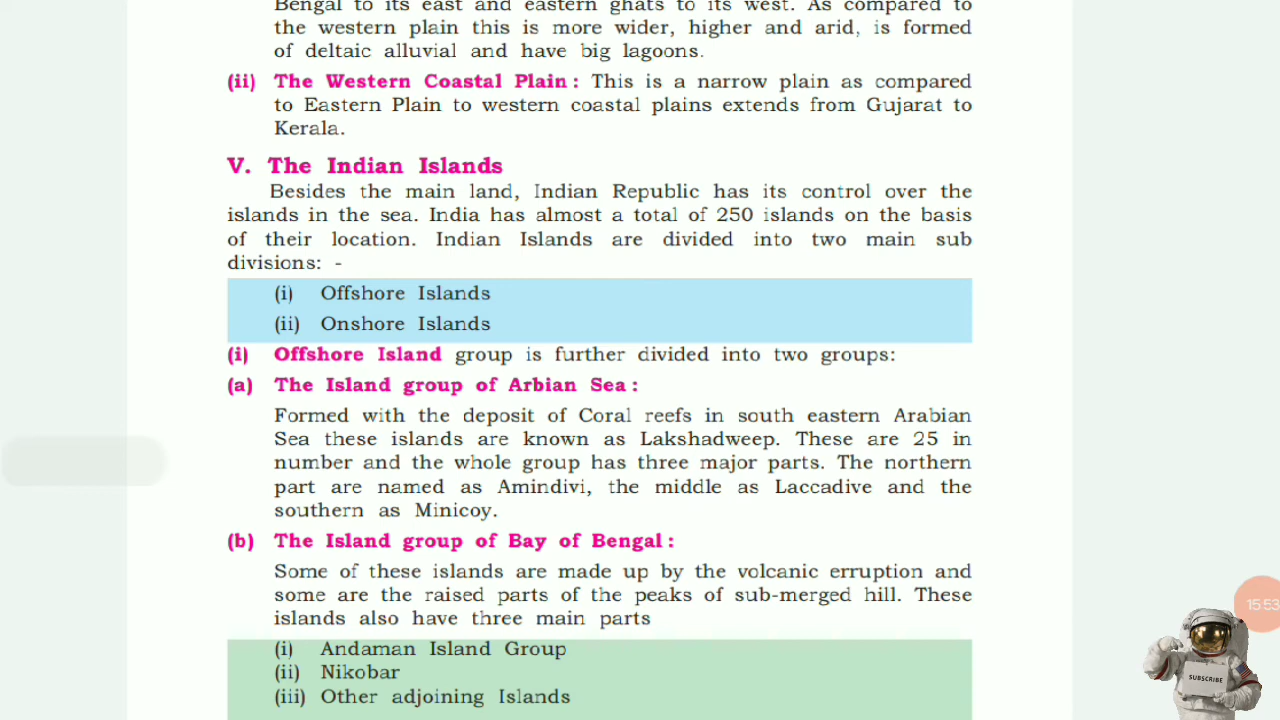 Bengal to its east and eastern ghats to its west. As compared to
the western plain this is more wider, higher and arid, is formed
of deltaic alluvial and have big lagoons.
(ii) The Western Coastal Plain : This is a narrow plain as compared
to Eastern Plain to western coastal plains extends from Gujarat to
Kerala.
V. The Indian Islands
Besides the main land, Indian Republic has its control over the
islands in the sea. India has almost a total of 250 islands on the basis
of their location. Indian Islands are divided into two main sub
divisions: -
(i) Offshore Islands
(ii) Onshore Islands
(i) Offshore Island group is further divided into two groups:
(a) The Island group of Arbian Sea :
Formed with the deposit of Coral reefs in south eastern Arabian
Sea these islands are known as Lakshadweep. These are 25 in
number and the whole group has three major parts. The northern
part are named as Amindivi, the middle as Laccadive and the
southern as Minicoy.
(b) The Island group of Bay of Bengal :
Some of these islands are made up by the volcanic erruption and
some are the raised parts of the peaks of sub-merged hill. These
islands also have three main parts
(i) Andaman Island Group
(ii) Nikobar
(iii) Other adjoining Islands
15:53
SUBSCRIBE